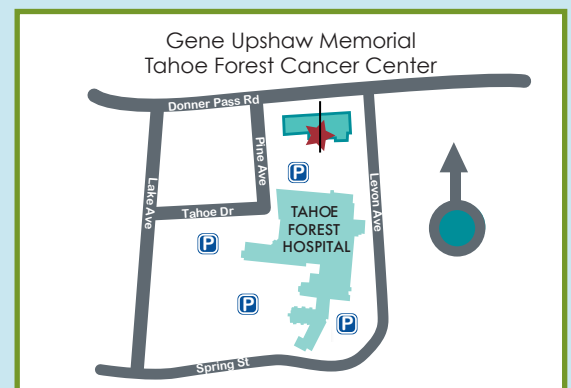 Gene Upshaw Memorial
Tahoe Forest Cancer Center
Donner Pass Rd
Pine Ave
Lake Ave
Levon Ave
P
Tahoe Dr
TAHOE
FOREST
HOSPITAL
P
P
P
Spring St